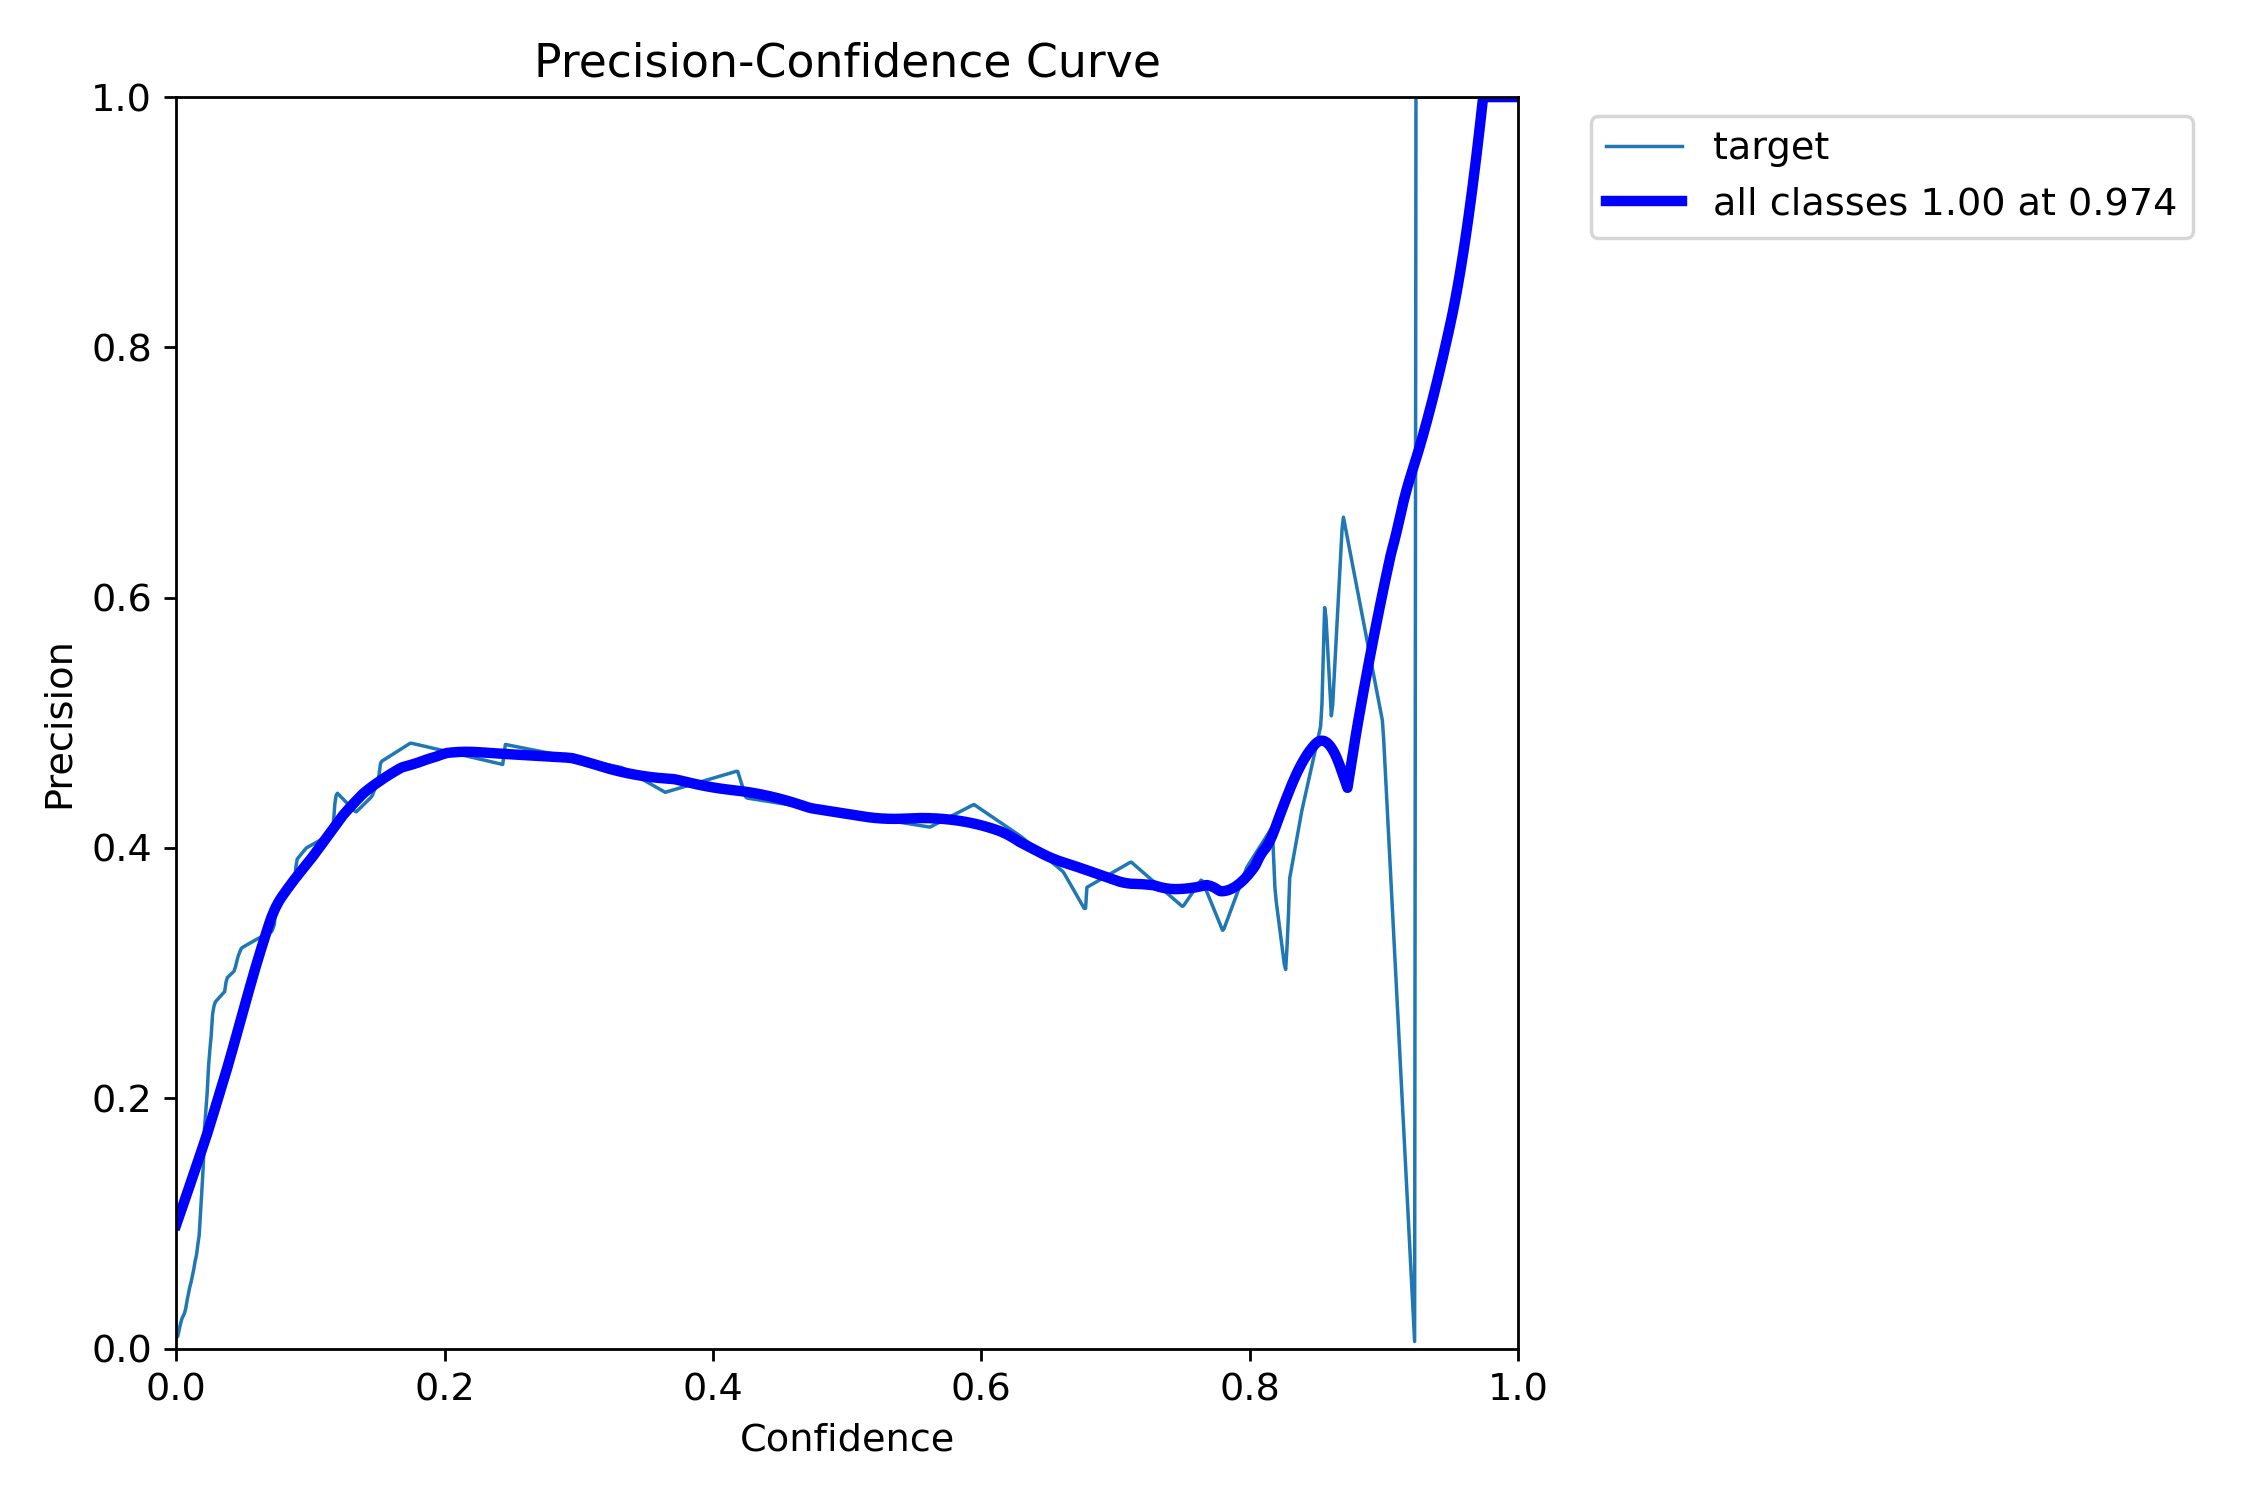 Precision-Confidence Curve
target
all classes 1.00 at 0.974
Precision
1.0
0.8
0.6
0.4
0.2
0.0
0.0 0.2 0.4 0.6 0.8 1.0
Confidence